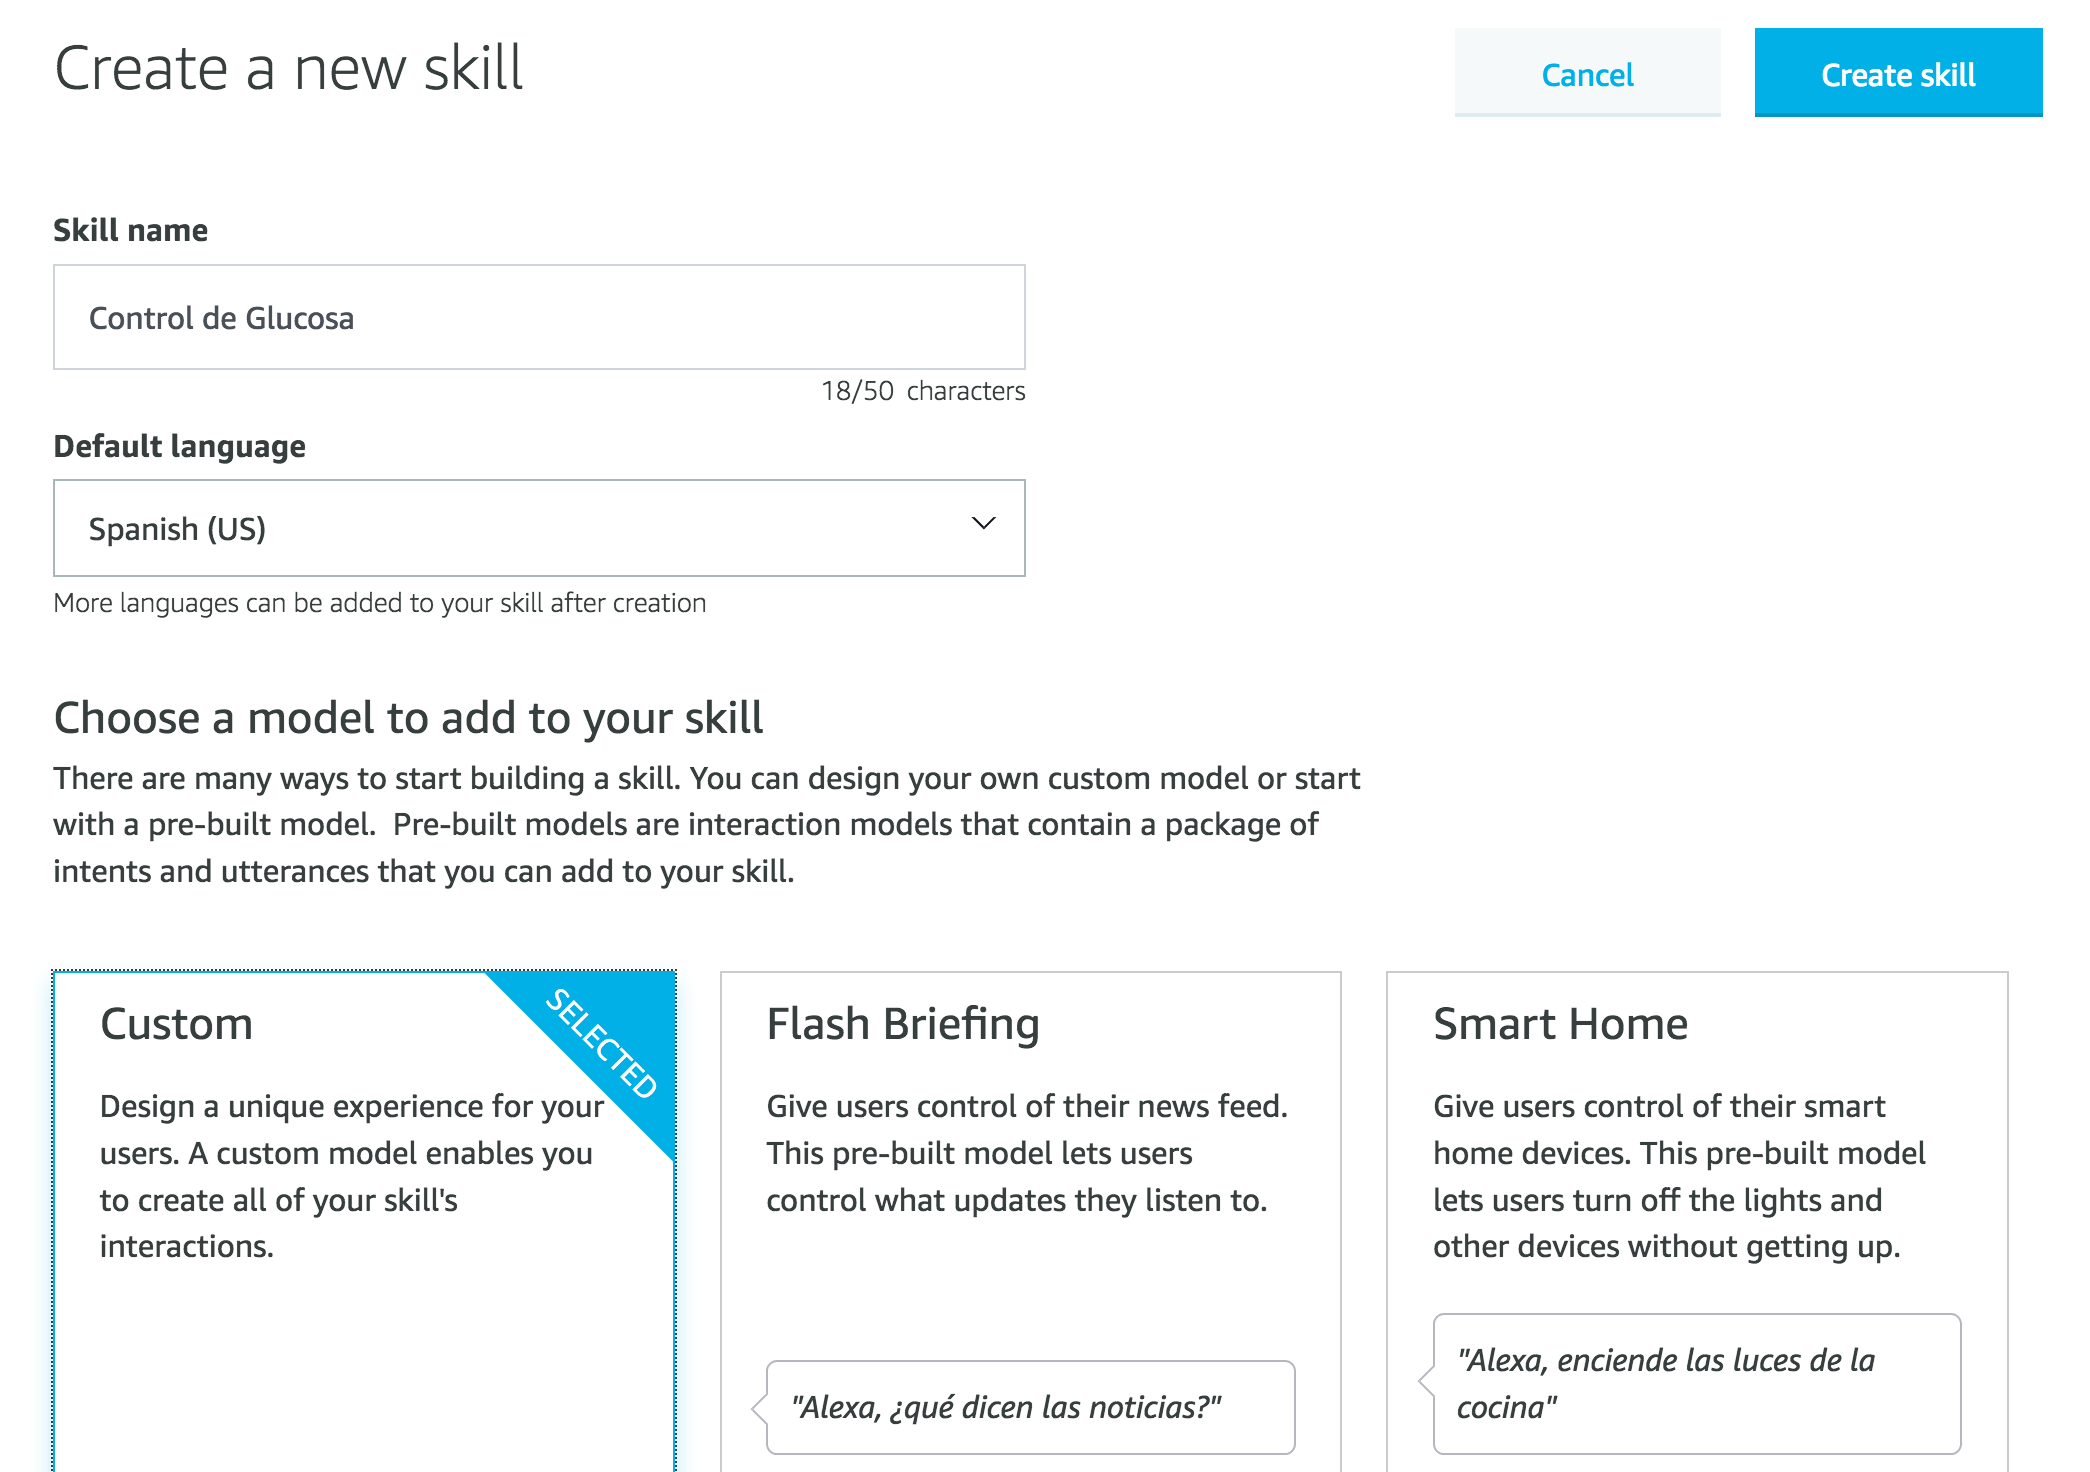 Create a new skill
Cancel
Create skill
Skill name
Control de Glucosa
18/50 characters
Default language
Spanish (US)
More languages can be added to your skill after creation
Choose a model to add to your skill
There are many ways to start building a skill. You can design your own custom model or start
with a pre-built model.  Pre-built models are interaction models that contain a package of
intents and utterances that you can add to your skill.
Custom
SELECTED
Design a unique experience for your
users. A custom model enables you
to create all of your skill's
interactions.
Flash Briefing
Give users control of their news feed.
This pre-built model lets users
control what updates they listen to.
"Alexa, ¿qué dicen las noticias?"
Smart Home
Give users control of their smart
home devices. This pre-built model
lets users turn off the lights and
other devices without getting up.
"Alexa, enciende las luces de la
cocina"